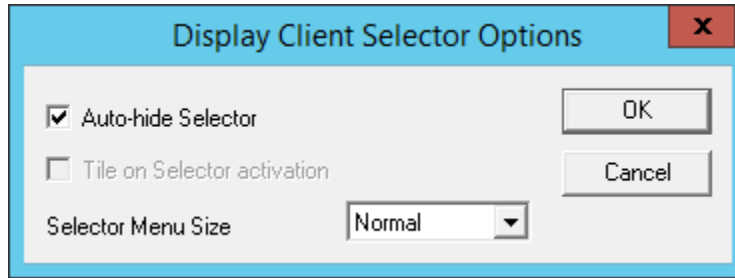 Display Client Selector Options
x
Auto-hide Selector
OK
Tile on Selector activation
Cancel
Selector Menu Size
Normal